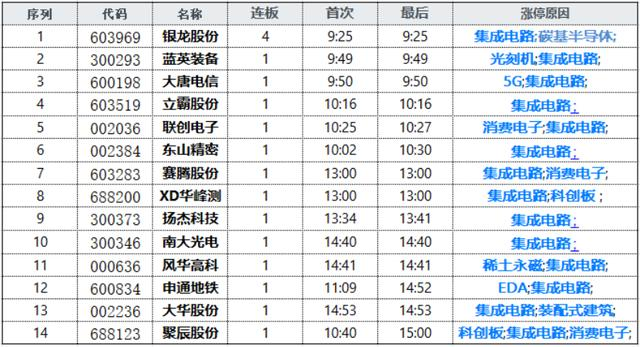 序列 代码 名称 连板 首次 最后 涨停原因
1 603969 银龙股份 4 9:25 9:25 集成电路;碳基半导体;
2 300293 蓝英装备 1 9:49 9:49 光刻机;集成电路;
3 600198 大唐电信 1 9:50 9:50 5G;集成电路;
4 603519 立霸股份 1 10:16 10:16 集成电路;
5 002036 联创电子 1 10:25 10:27 消费电子;集成电路;
6 002384 东山精密 1 10:02 10:30 集成电路;
7 603283 赛腾股份 1 13:00 13:00 集成电路;消费电子;
8 688200 XD华峰测 1 13:00 13:00 集成电路;科创板;
9 300373 扬杰科技 1 13:34 13:41 集成电路;
10 300346 南大光电 1 14:40 14:40 集成电路;
11 000636 风华高科 1 14:41 14:41 稀土永磁;集成电路;
12 600834 申通地铁 1 11:09 14:52 EDA;集成电路;
13 002236 大华股份 1 14:53 14:53 集成电路;装配式建筑;
14 688123 聚辰股份 1 10:40 15:00 科创板;集成电路;消费电子;